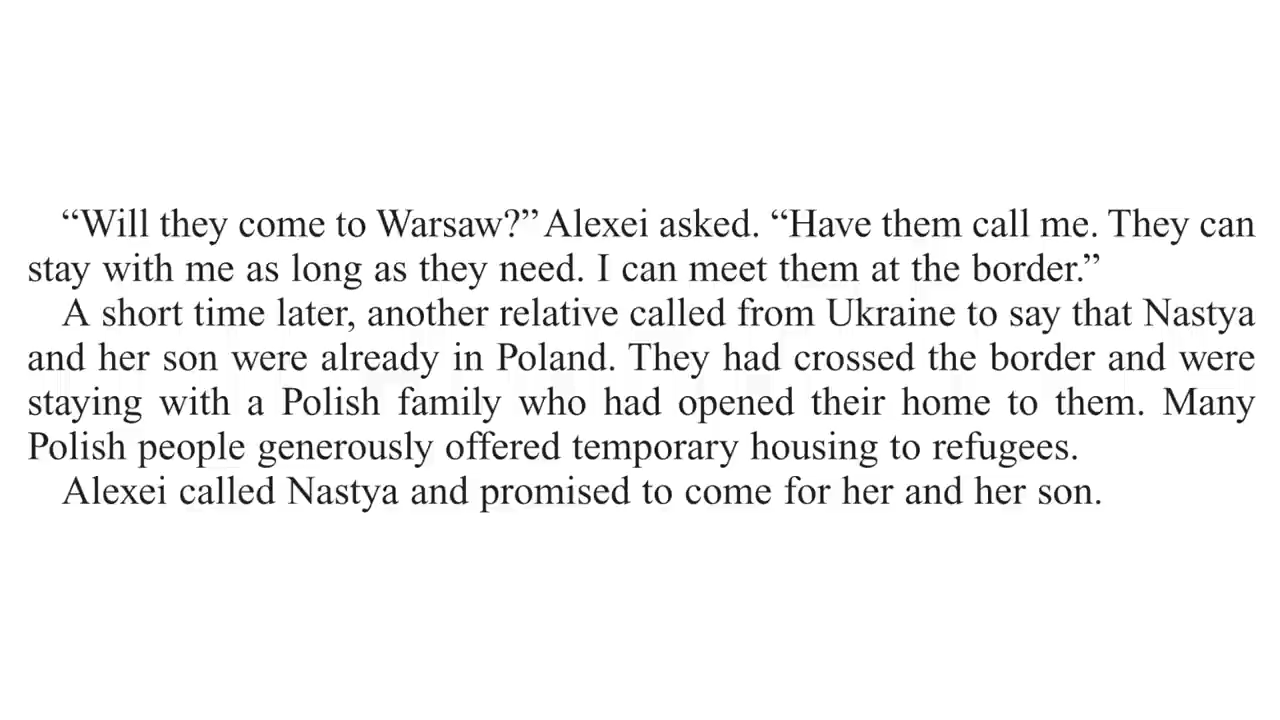 “Will they come to Warsaw?” Alexei asked. “Have them call me. They can
stay with me as long as they need. I can meet them at the border.”
A short time later, another relative called from Ukraine to say that Nastya
and her son were already in Poland. They had crossed the border and were
staying with a Polish family who had opened their home to them. Many
Polish people generously offered temporary housing to refugees.
Alexei called Nastya and promised to come for her and her son.